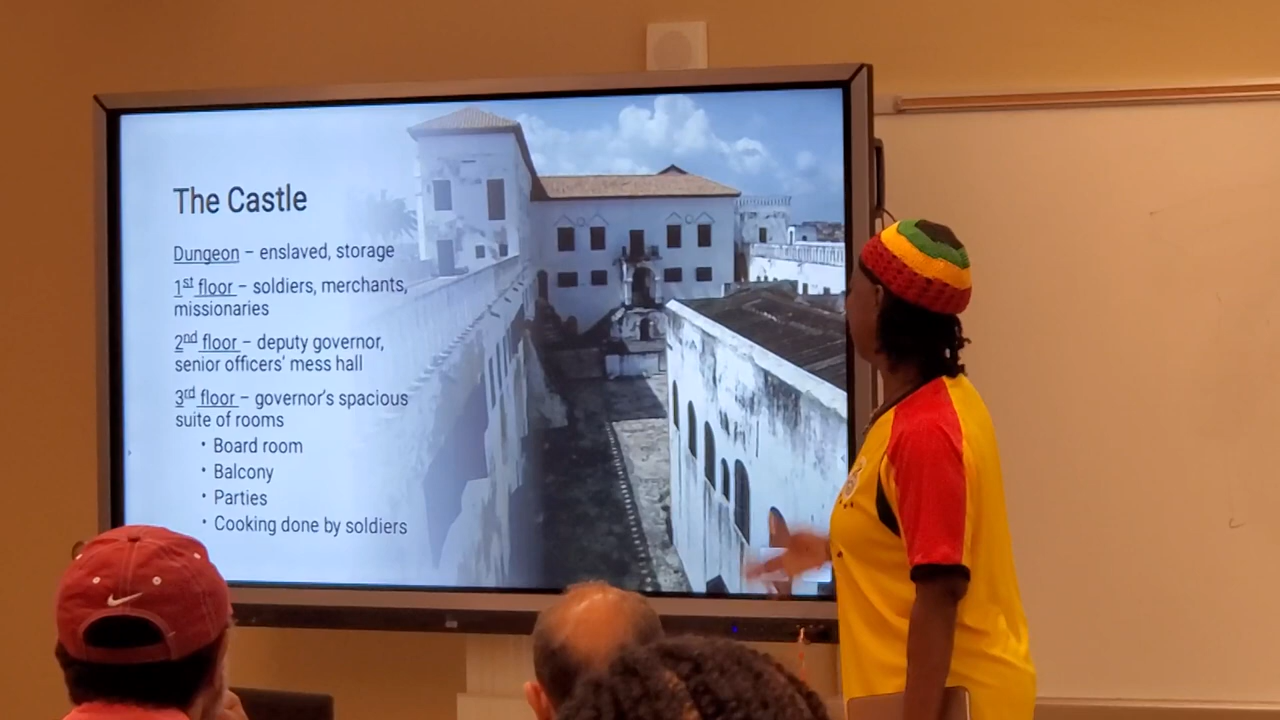 The Castle
Dungeon – enslaved, storage
1st floor – soldiers, merchants,
missionaries
2nd floor – deputy governor,
senior officers' mess hall
3rd floor – governor's spacious
suite of rooms
• Board room
• Balcony
• Parties
• Cooking done by soldiers